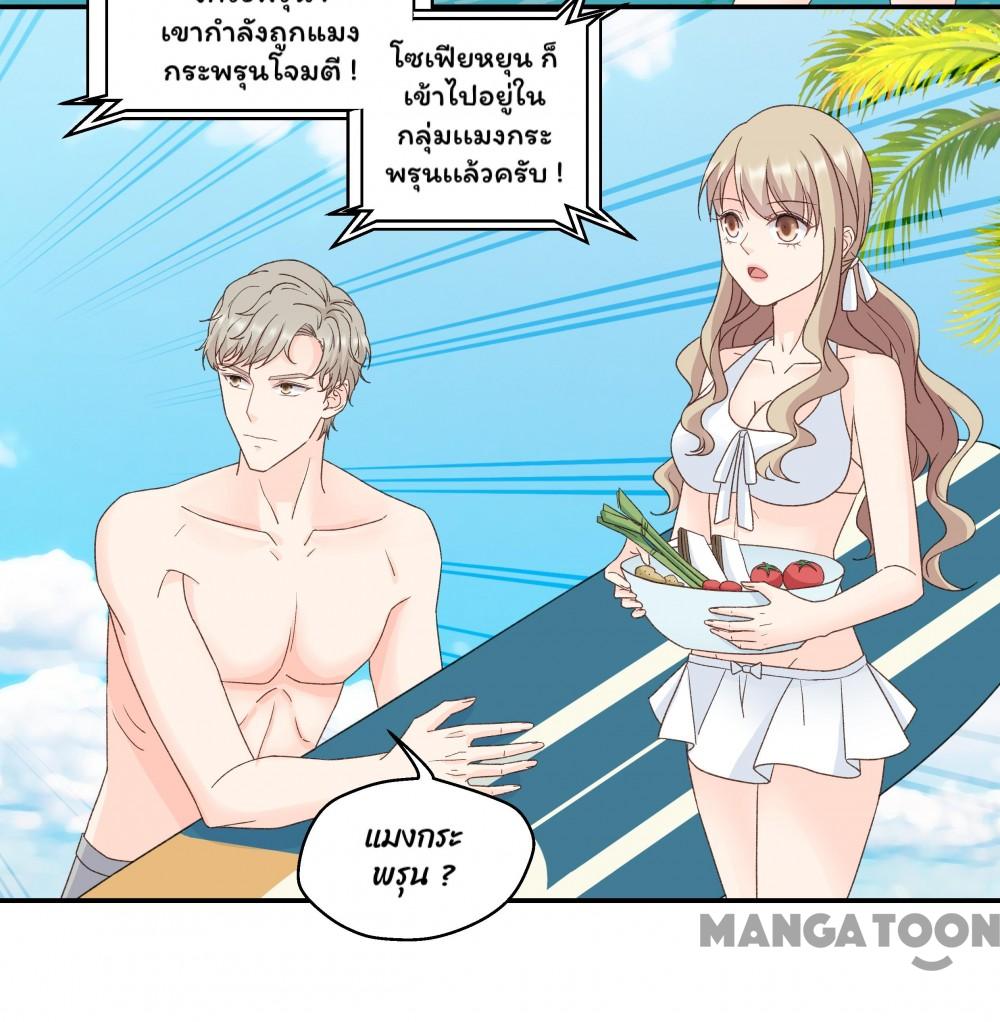 เขากำลังถูกแมง
กระพรุนโจมตี !
โซเฟียหยุน ก็
เข้าไปอยู่ใน
กลุ่มแมงกระ
พรุนแล้วครับ !
แมงกระ
พรุน ?
MANGATOON